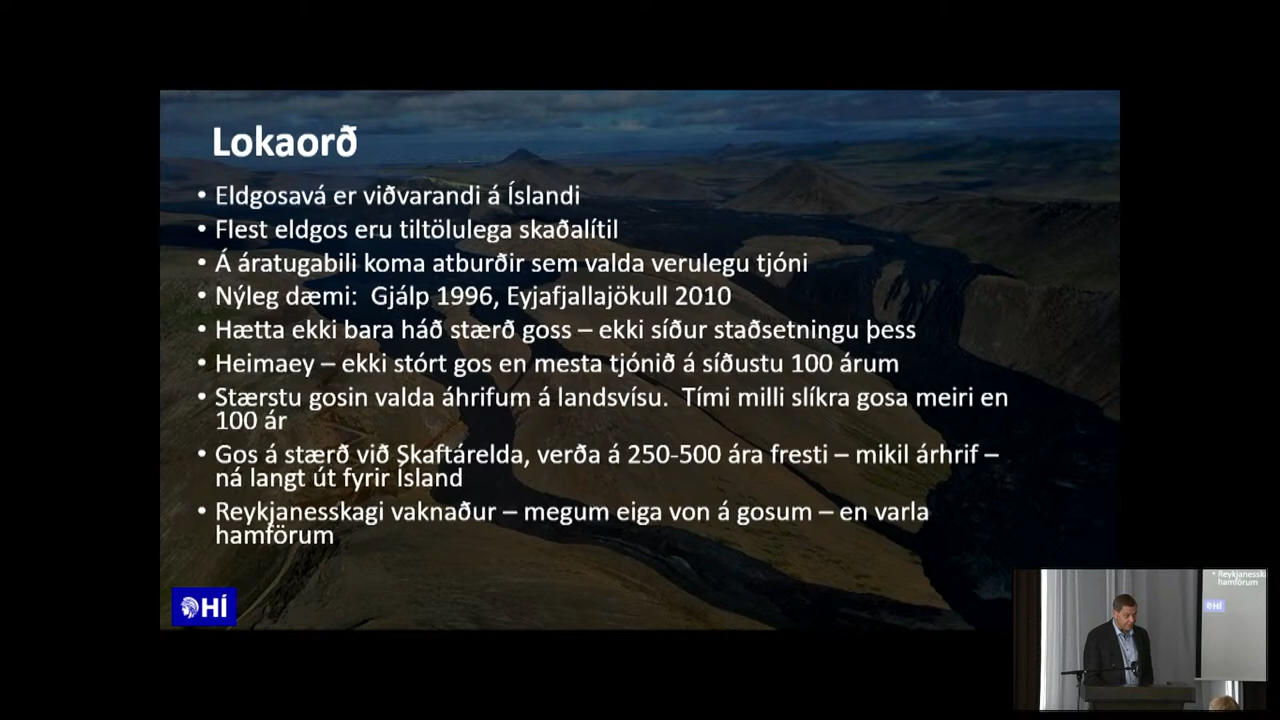 Lokaorð
• Eldgosavá er viðvarandi á Íslandi
• Flest eldgos eru tiltölulega skaðalítil
• Á áratugabili koma atburðir sem valda verulegu tjóni
• Nýleg dæmi: Gjálp 1996, Eyjafjallajökull 2010
• Hætta ekki bara háð stærð goss – ekki síður staðsetningu þess
• Heimaey – ekki stórt gos en mesta tjónið á síðustu 100 árum
• Stærstu gosin valda áhrifum á landsvísu. Tími milli slíkra gosa meiri en
100 ár
• Gos á stærð við Skaftárelda, verða á 250-500 ára fresti – mikil árhrif –
ná langt út fyrir Ísland
• Reykjanesskagi vaknaður – megum eiga von á gosum – en varla
hamförum
HÍ
• Reykjanesski
hamförum
HÍ